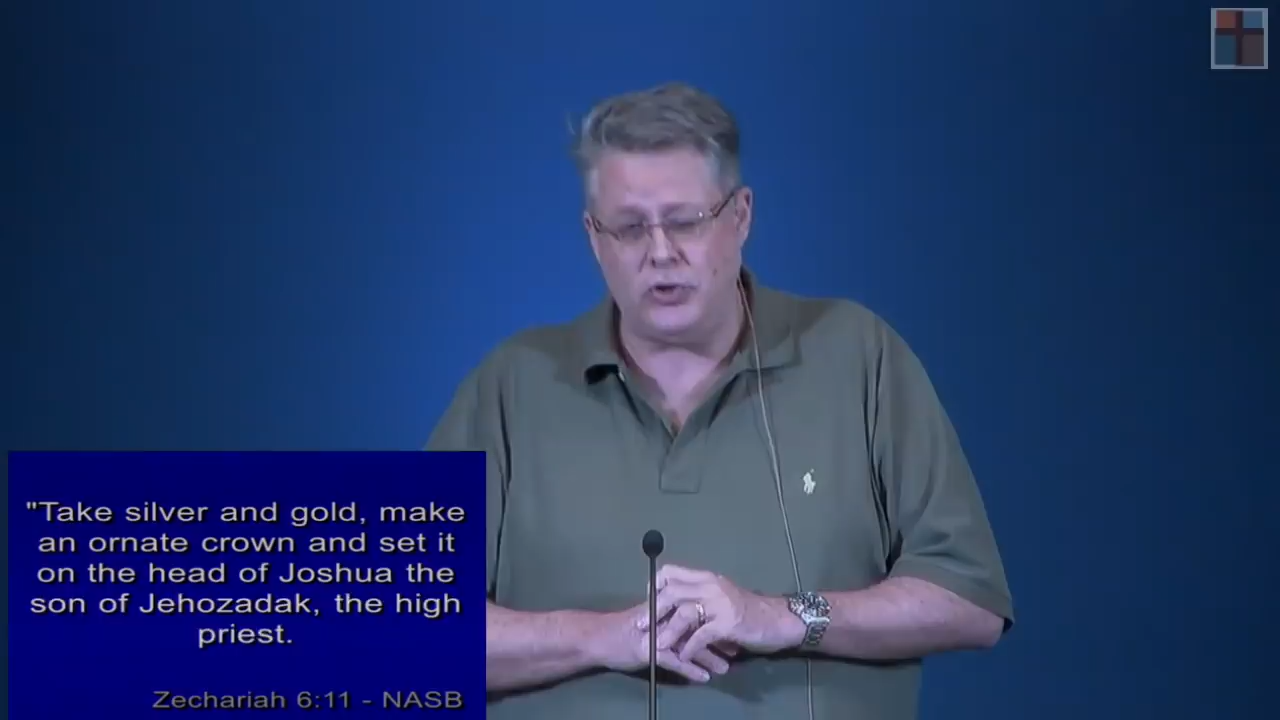 "Take silver and gold, make
an ornate crown and set it
on the head of Joshua the
son of Jehozadak, the high
priest.
Zechariah 6:11 - NASB